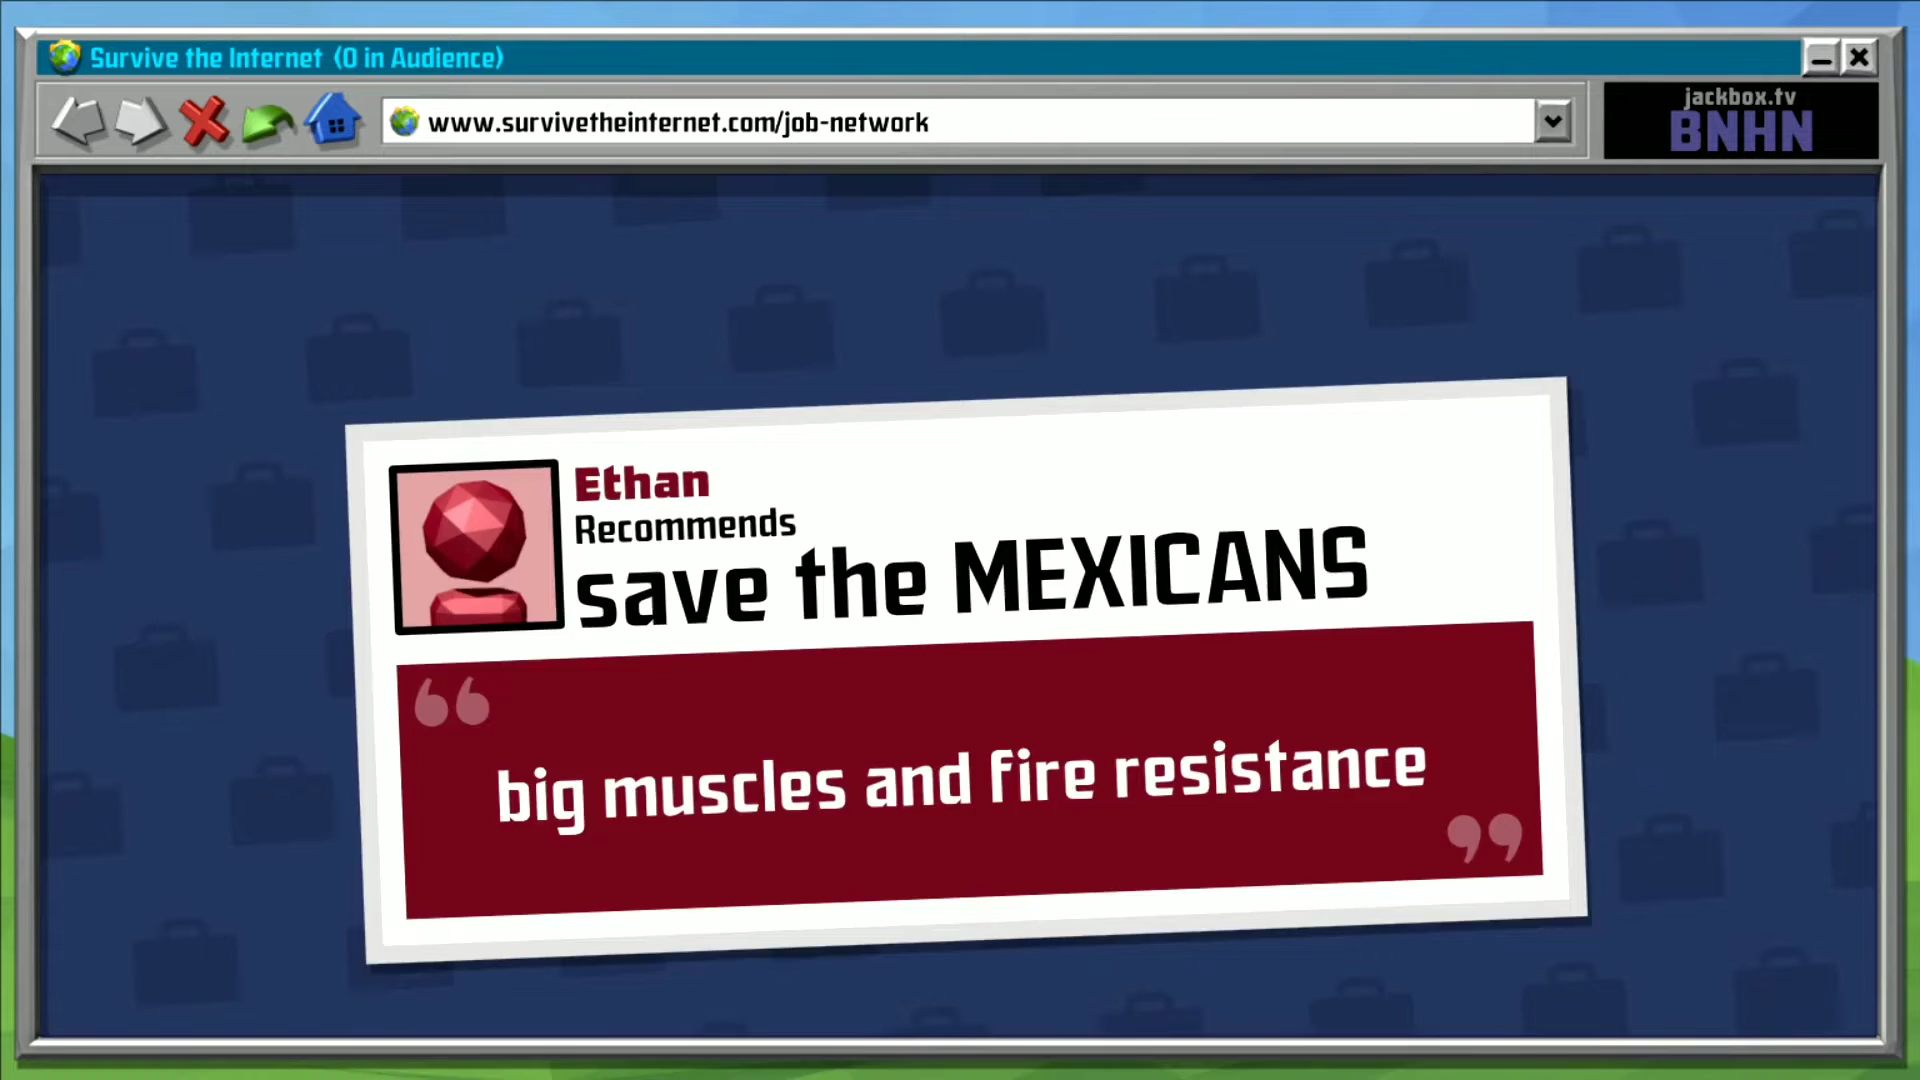 Survive the Internet (0 in Audience)
www.survivetheinternet.com/job-network
jackbox.tv
BNHN
Ethan
Recommends
save the MEXICANS
“
big muscles and fire resistance
”